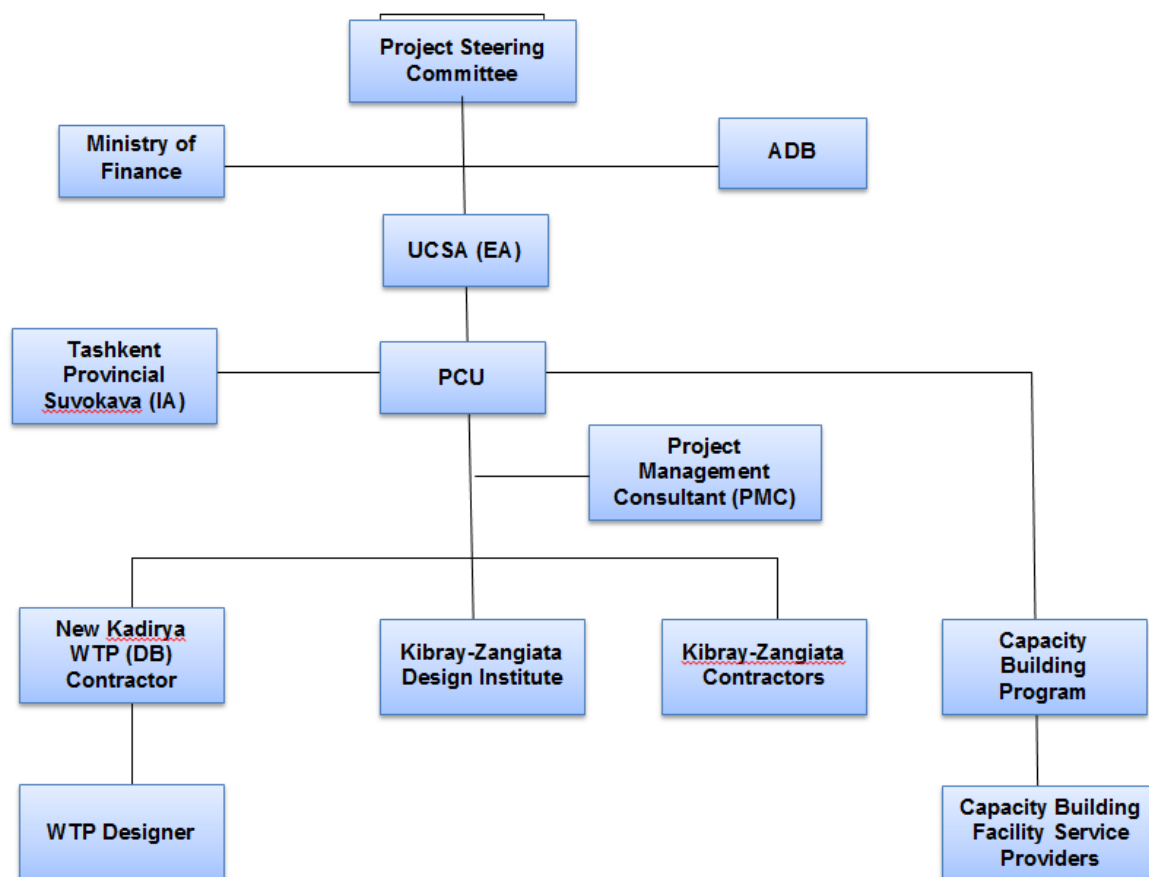 Project Steering
Committee
Ministry of
Finance
ADB
UCSA (EA)
Tashkent
Provincial
Suvokava (IA)
PCU
Project
Management
Consultant (PMC)
New Kadirya
WTP (DB)
Contractor
Kibray-Zangiata
Design Institute
Kibray-Zangiata
Contractors
Capacity
Building
Program
WTP Designer
Capacity Building
Facility Service
Providers